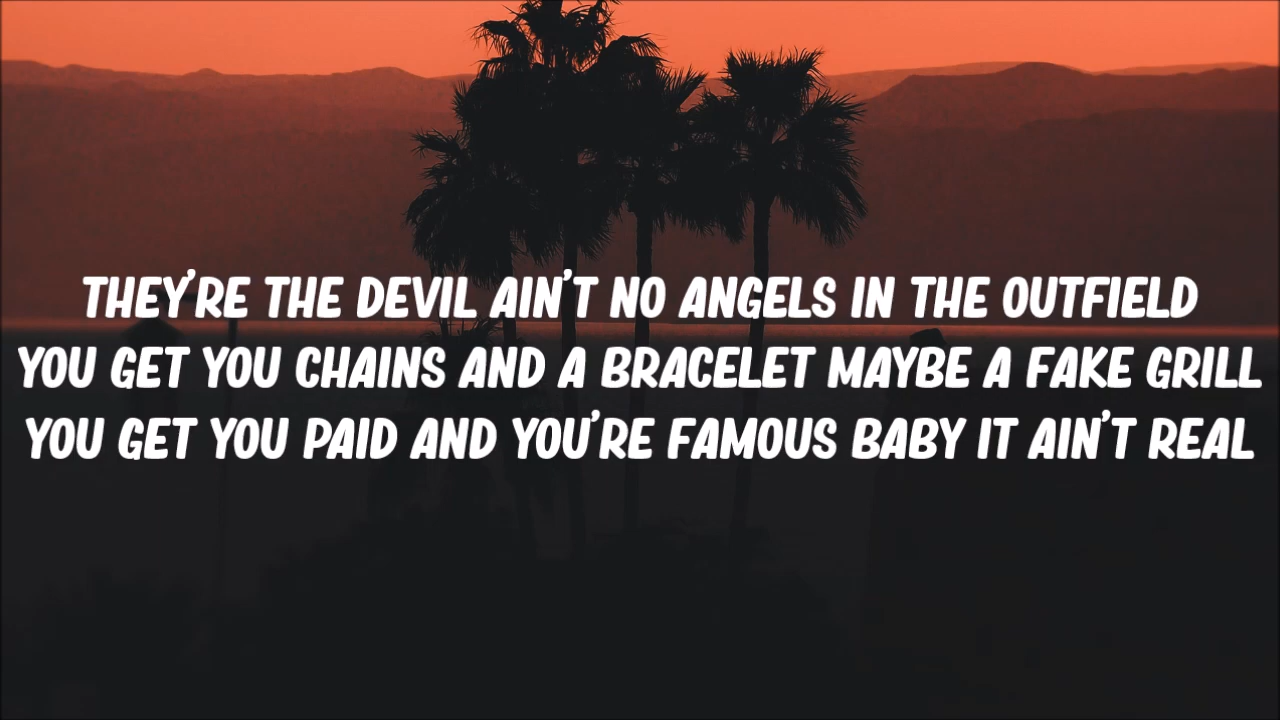 THEY'RE THE DEVIL AIN'T NO ANGELS IN THE OUTFIELD
YOU GET YOU CHAINS AND A BRACELET MAYBE A FAKE GRILL
YOU GET YOU PAID AND YOU'RE FAMOUS BABY IT AIN'T REAL